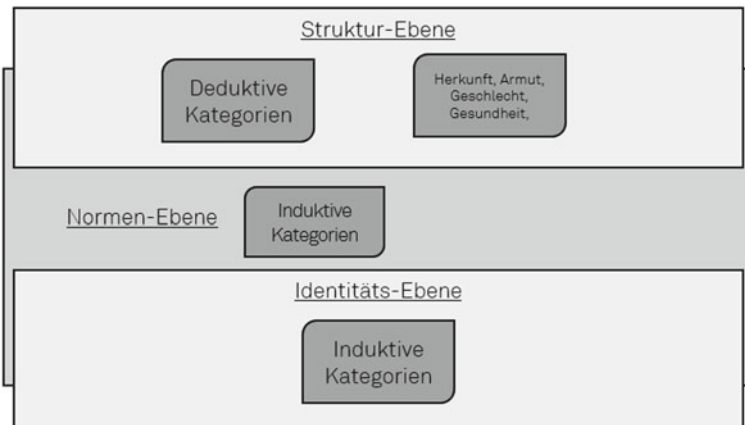 Struktur-Ebene
Deduktive
Kategorien
Herkunft, Armut,
Geschlecht,
Gesundheit,
Normen-Ebene
Induktive
Kategorien
Identitäts-Ebene
Induktive
Kategorien